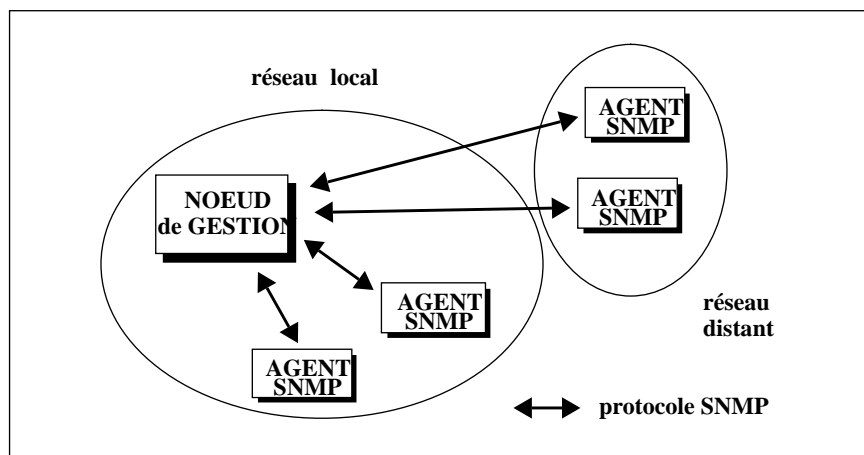 réseau local
AGENT
SNMP
NOEUD
de GESTION
AGENT
SNMP
AGENT
SNMP
AGENT
SNMP
réseau
distant
protocole SNMP